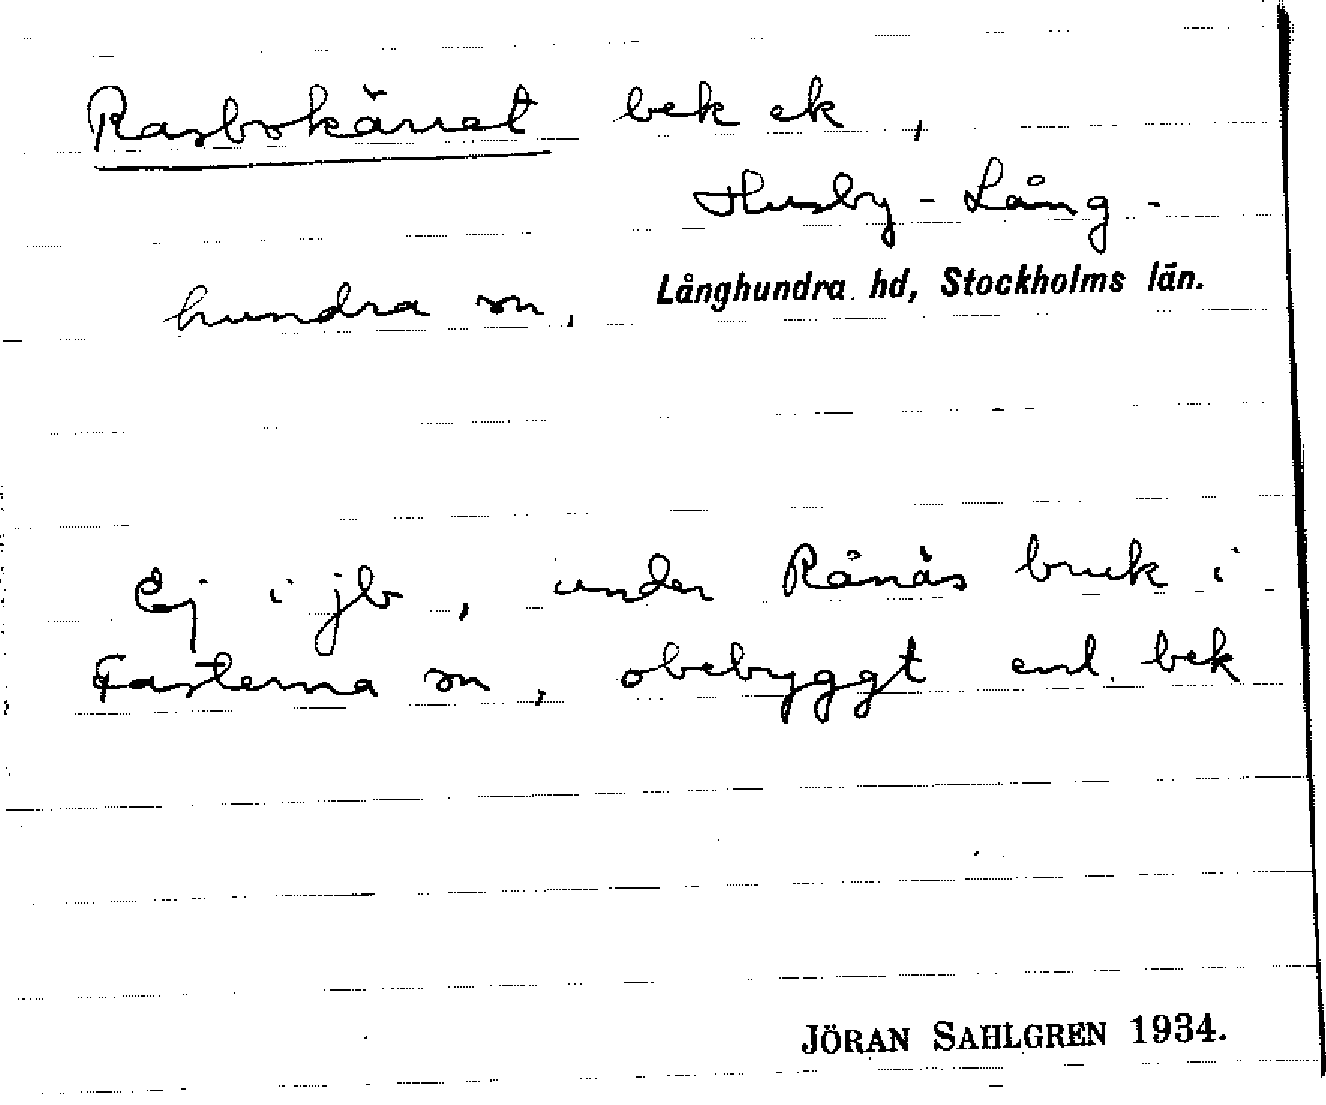 Rasbokärret bek ek,
Husby-Lång-
hundra sn, Långhundra hd, Stockholms län.
Ej i jb, under Rånäs bruk i
Fasterna sn, obebyggt enl. bek
JÖRAN SAHLGREN 1934.